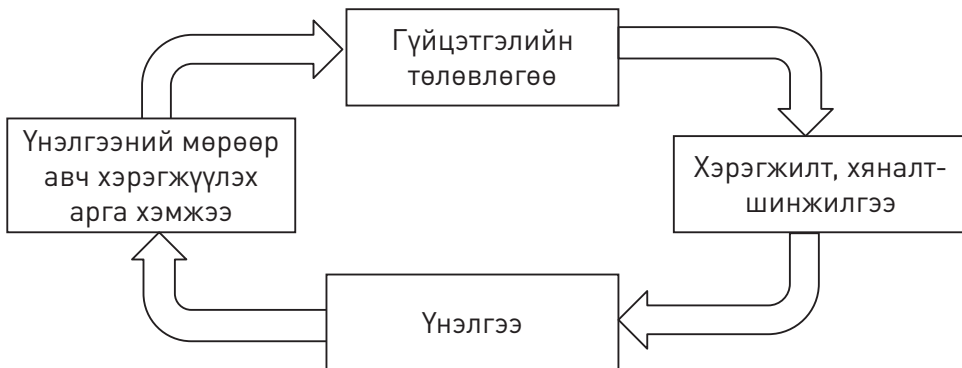 Гүйцэтгэлийн
төлөвлөгөө
Хэрэгжилт, хяналт-
шинжилгээ
Үнэлгээ
Үнэлгээний мөрөөр
авч хэрэгжүүлэх
арга хэмжээ